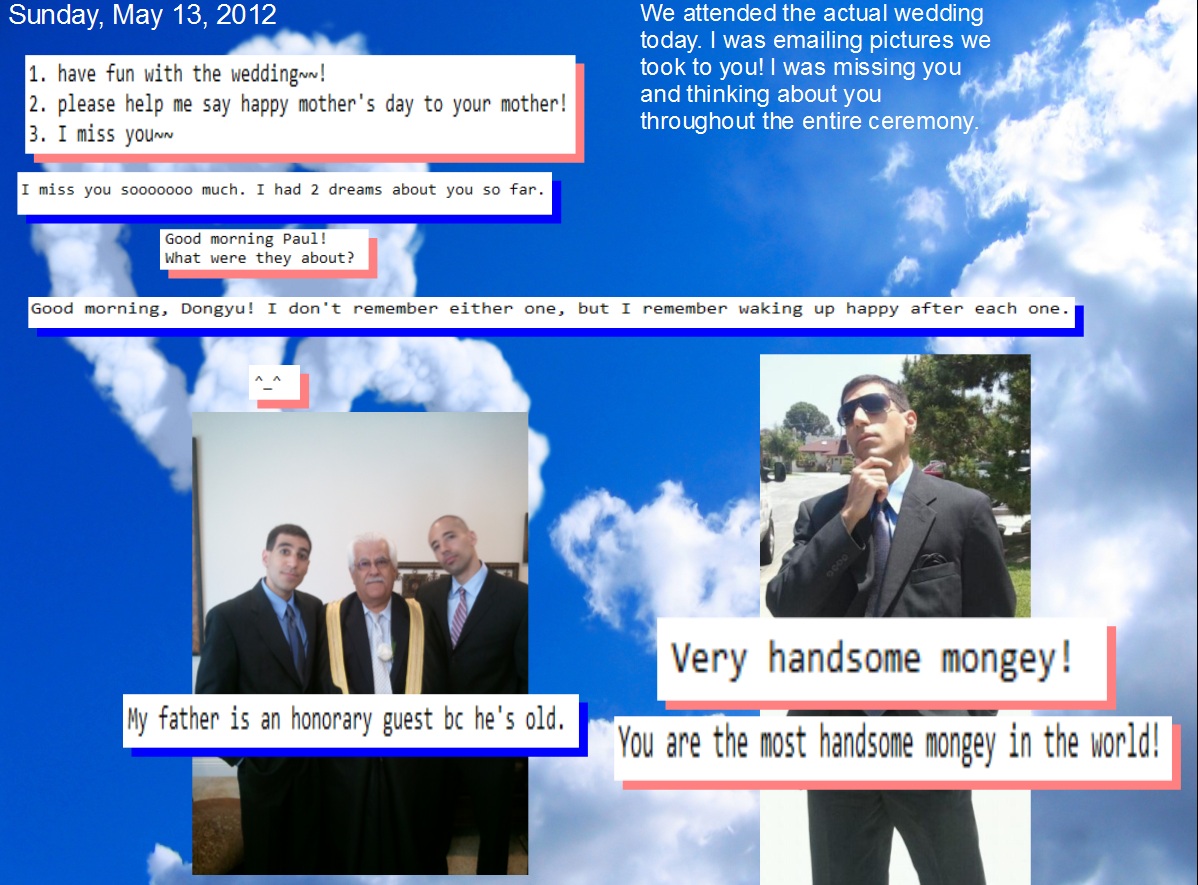 Sunday, May 13, 2012
We attended the actual wedding
today. I was emailing pictures we
took to you! I was missing you
and thinking about you
throughout the entire ceremony.
1. have fun with the wedding~~!
2. please help me say happy mother's day to your mother!
3. I miss you~~
I miss you sooooooo much. I had 2 dreams about you so far.
Good morning Paul!
What were they about?
Good morning, Dongyu! I don't remember either one, but I remember waking up happy after each one.
^_^
My father is an honorary guest bc he's old.
Very handsome mongey!
You are the most handsome mongey in the world!